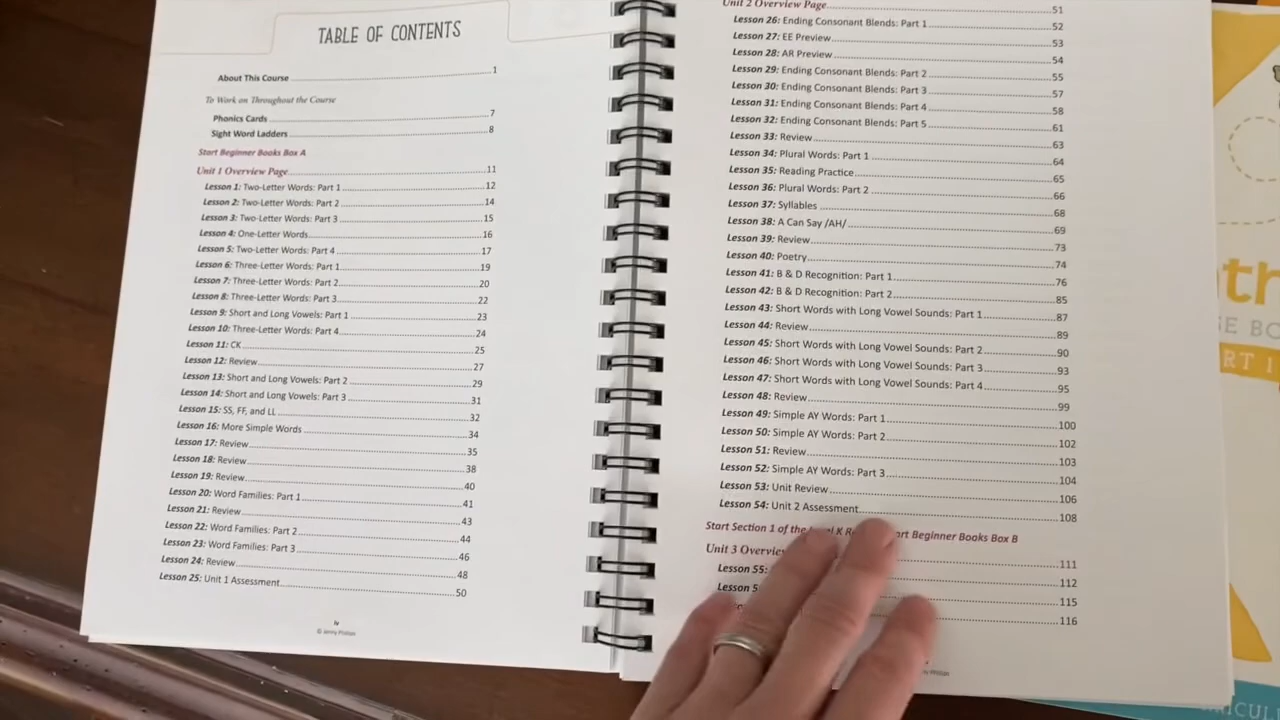 TABLE OF CONTENTS
About This Course 1
To Work on Throughout the Course
Phonics Cards 7
Sight Word Ladders 8
Start Beginner Books Box A
Unit 1 Overview Page 11
Lesson 1: Two-Letter Words: Part 1 12
Lesson 2: Two-Letter Words: Part 2 14
Lesson 3: Two-Letter Words: Part 3 15
Lesson 4: One-Letter Words 16
Lesson 5: Two-Letter Words: Part 4 17
Lesson 6: Three-Letter Words: Part 1 19
Lesson 7: Three-Letter Words: Part 2 20
Lesson 8: Three-Letter Words: Part 3 22
Lesson 9: Short and Long Vowels: Part 1 23
Lesson 10: Three-Letter Words: Part 4 24
Lesson 11: CK 25
Lesson 12: Review 27
Lesson 13: Short and Long Vowels: Part 2 29
Lesson 14: Short and Long Vowels: Part 3 31
Lesson 15: SS, FF, and LL 32
Lesson 16: More Simple Words 34
Lesson 17: Review 35
Lesson 18: Review 38
Lesson 19: Review 40
Lesson 20: Word Families: Part 1 41
Lesson 21: Review 43
Lesson 22: Word Families: Part 2 44
Lesson 23: Word Families: Part 3 46
Lesson 24: Review 48
Lesson 25: Unit 1 Assessment 50
iv
© Jenny Phillips
Unit 2 Overview Page 51
Lesson 26: Ending Consonant Blends: Part 1 52
Lesson 27: EE Preview 53
Lesson 28: AR Preview 54
Lesson 29: Ending Consonant Blends: Part 2 55
Lesson 30: Ending Consonant Blends: Part 3 57
Lesson 31: Ending Consonant Blends: Part 4 58
Lesson 32: Ending Consonant Blends: Part 5 61
Lesson 33: Review 63
Lesson 34: Plural Words: Part 1 64
Lesson 35: Reading Practice 65
Lesson 36: Plural Words: Part 2 66
Lesson 37: Syllables 68
Lesson 38: A Can Say /AH/ 69
Lesson 39: Review 73
Lesson 40: Poetry 74
Lesson 41: B & D Recognition: Part 1 76
Lesson 42: B & D Recognition: Part 2 85
Lesson 43: Short Words with Long Vowel Sounds: Part 1 87
Lesson 44: Review 89
Lesson 45: Short Words with Long Vowel Sounds: Part 2 90
Lesson 46: Short Words with Long Vowel Sounds: Part 3 93
Lesson 47: Short Words with Long Vowel Sounds: Part 4 95
Lesson 48: Review 99
Lesson 49: Simple AY Words: Part 1 100
Lesson 50: Simple AY Words: Part 2 102
Lesson 51: Review 103
Lesson 52: Simple AY Words: Part 3 104
Lesson 53: Unit Review 106
Lesson 54: Unit 2 Assessment 108
Start Section 1 of the K Beginner Books Box B
Unit 3 111
Lesson 55: 112
Lesson 115
116
Phillips